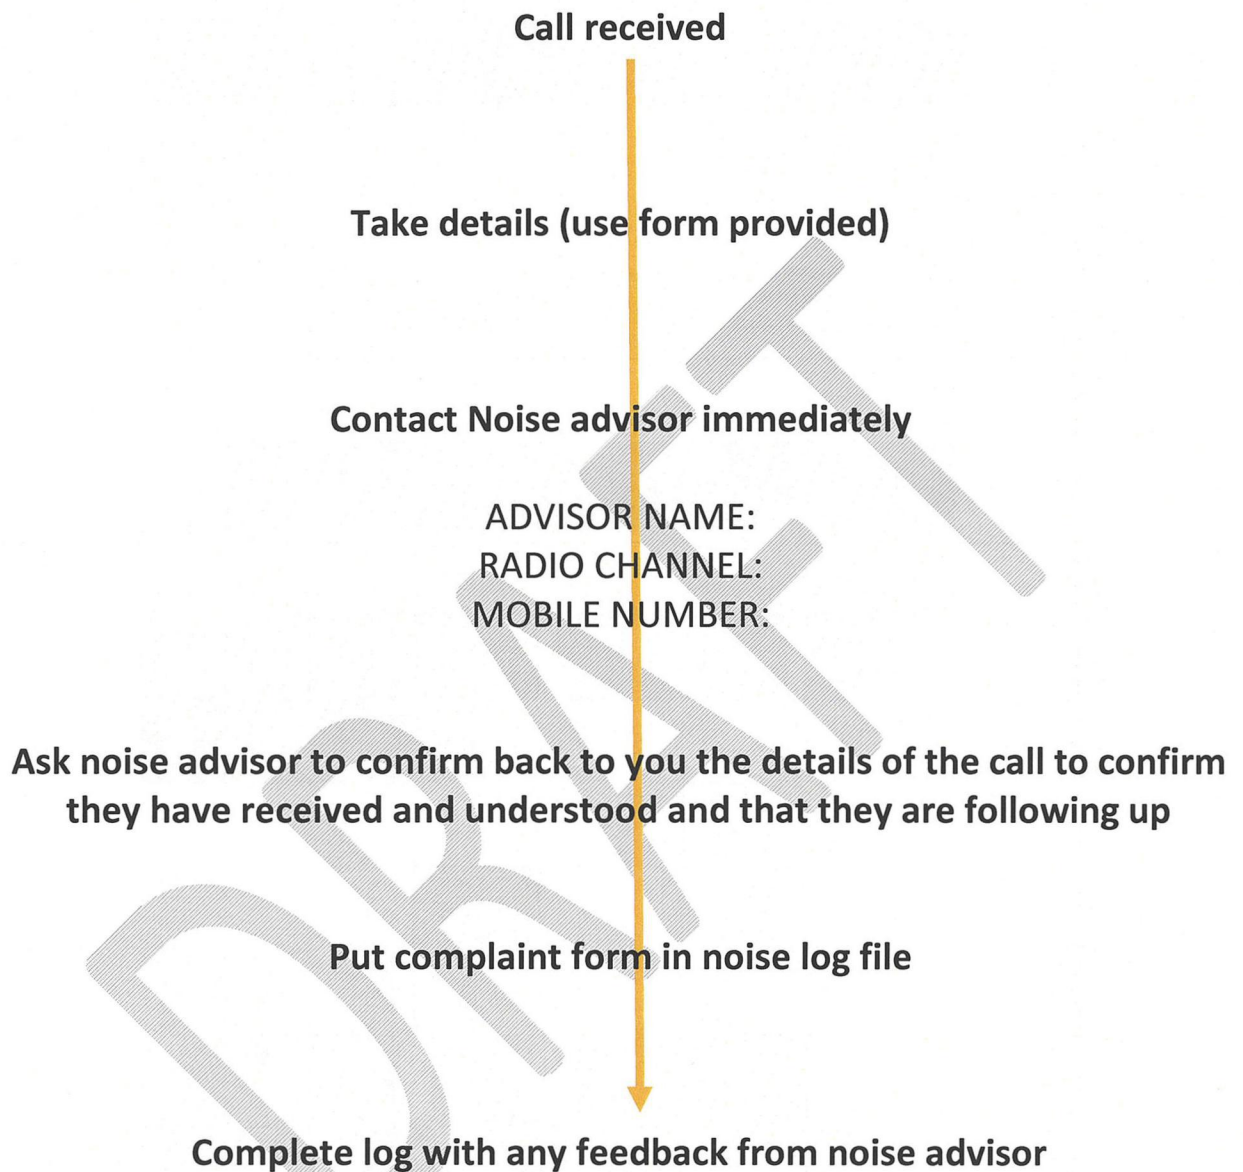 Call received
Take details (use form provided)
Contact Noise advisor immediately
ADVISOR NAME:
RADIO CHANNEL:
MOBILE NUMBER:
Ask noise advisor to confirm back to you the details of the call to confirm
they have received and understood and that they are following up
Put complaint form in noise log file
Complete log with any feedback from noise advisor
DRAFT